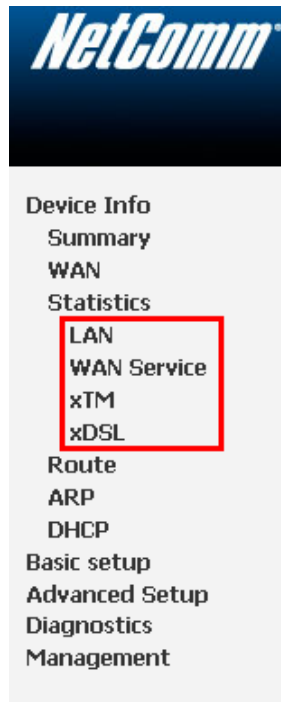 NetComm
Device Info
Summary
WAN
Statistics
LAN
WAN Service
xTM
xDSL
Route
ARP
DHCP
Basic setup
Advanced Setup
Diagnostics
Management